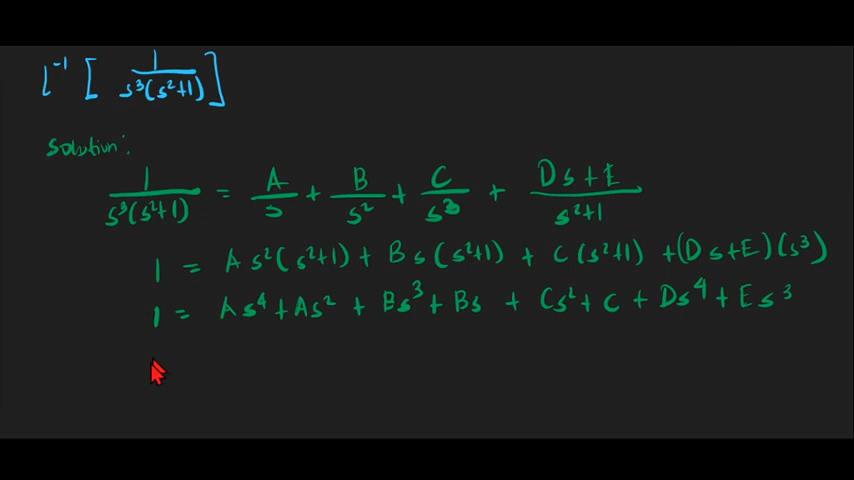 L⁻¹ [ 1/(s³(s²+1)) ]
Solution:
1/(s³(s²+1)) = A/s + B/s² + C/s³ + (Ds+E)/(s²+1)
1 = As²(s²+1) + Bs(s²+1) + C(s²+1) + (Ds+E)(s³)
1 = As⁴ + As² + Bs³ + Bs + Cs² + C + Ds⁴ + Es³